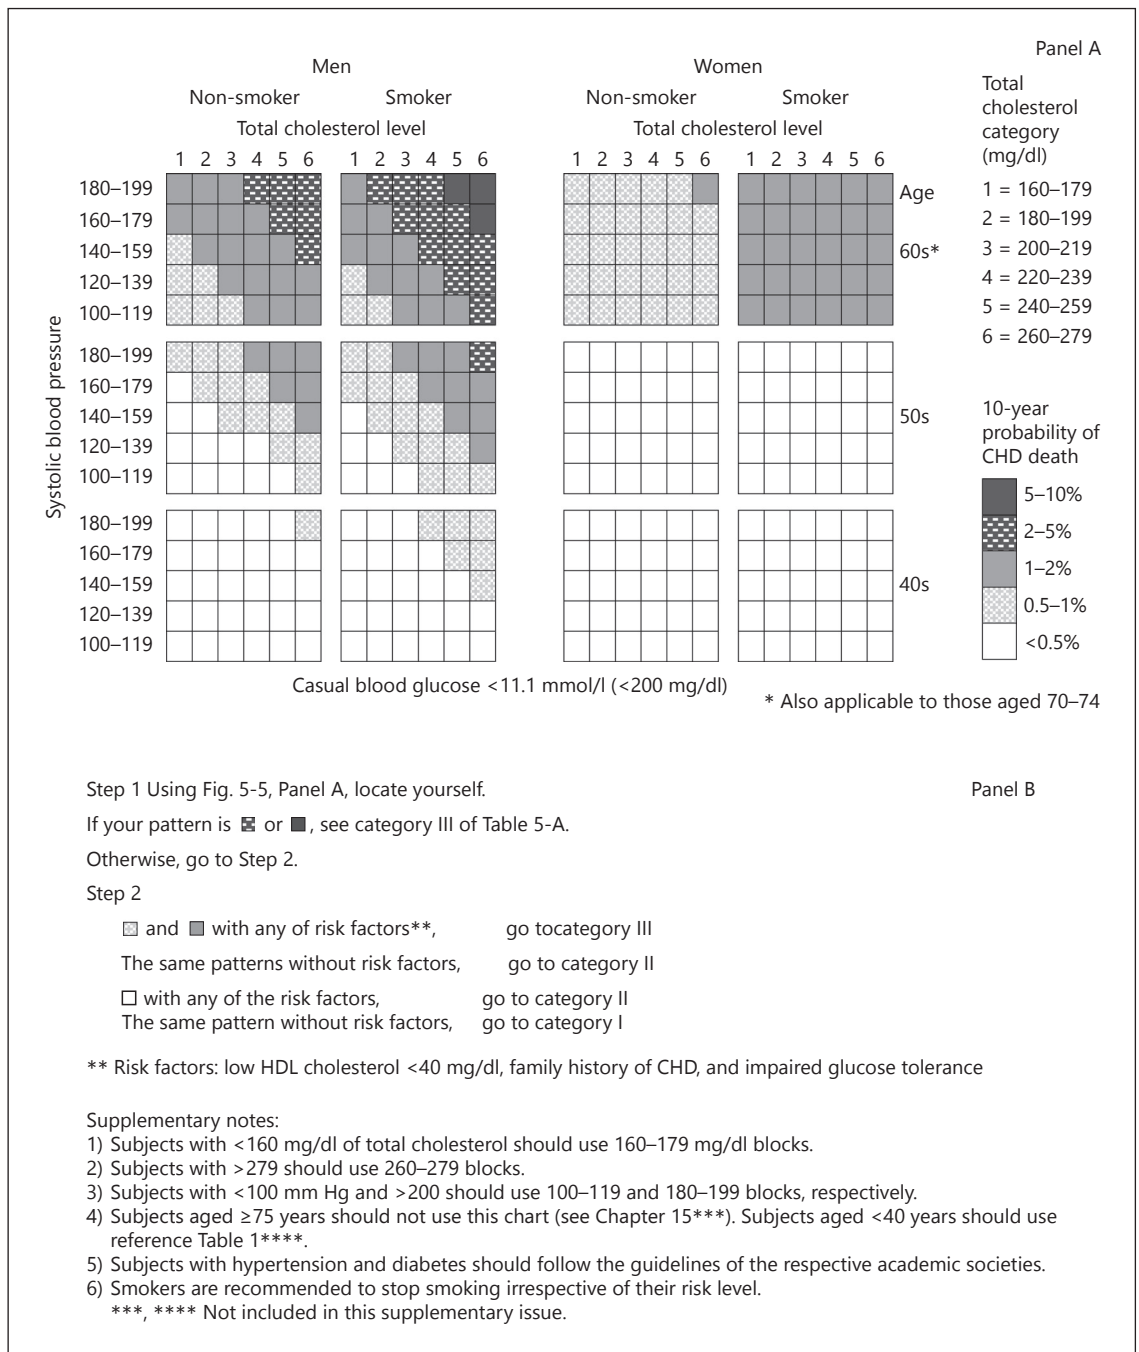 Panel A
Men
Women
Non-smoker
Smoker
Non-smoker
Smoker
Total cholesterol level
Total cholesterol level
1 2 3 4 5 6
1 2 3 4 5 6
1 2 3 4 5 6
1 2 3 4 5 6
Systolic blood pressure
180–199
160–179
140–159
120–139
100–119
180–199
160–179
140–159
120–139
100–119
180–199
160–179
140–159
120–139
100–119
Age
60s*
50s
40s
Total
cholesterol
category
(mg/dl)
1 = 160–179
2 = 180–199
3 = 200–219
4 = 220–239
5 = 240–259
6 = 260–279
10-year
probability of
CHD death
5–10%
2–5%
1–2%
0.5–1%
<0.5%
Casual blood glucose <11.1 mmol/l (<200 mg/dl)
* Also applicable to those aged 70–74
Step 1 Using Fig. 5-5, Panel A, locate yourself.
Panel B
If your pattern is or , see category III of Table 5-A.
Otherwise, go to Step 2.
Step 2
and with any of risk factors**, go tocategory III
The same patterns without risk factors, go to category II
with any of the risk factors, go to category II
The same pattern without risk factors, go to category I
** Risk factors: low HDL cholesterol <40 mg/dl, family history of CHD, and impaired glucose tolerance
Supplementary notes:
1) Subjects with <160 mg/dl of total cholesterol should use 160–179 mg/dl blocks.
2) Subjects with >279 should use 260–279 blocks.
3) Subjects with <100 mm Hg and >200 should use 100–119 and 180–199 blocks, respectively.
4) Subjects aged ≥75 years should not use this chart (see Chapter 15***). Subjects aged <40 years should use
reference Table 1****.
5) Subjects with hypertension and diabetes should follow the guidelines of the respective academic societies.
6) Smokers are recommended to stop smoking irrespective of their risk level.
***, **** Not included in this supplementary issue.